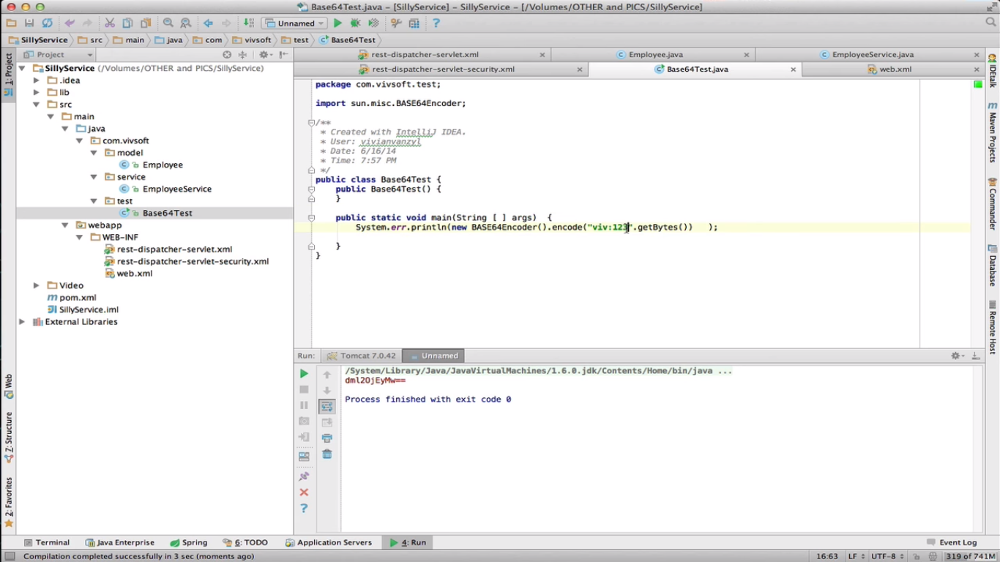 Base64Test.java - [SillyService] - SillyService - [/Volumes/OTHER and PICS/SillyService]
Unnamed
SillyService
src
main
java
com
vivsoft
test
Base64Test
Project
rest-dispatcher-servlet.xml
Employee.java
EmployeeService.java
rest-dispatcher-servlet-security.xml
Base64Test.java
web.xml
1: Project
SillyService (/Volumes/OTHER and PICS/SillyService)
.idea
lib
src
main
java
com.vivsoft
model
Employee
service
EmployeeService
test
Base64Test
webapp
WEB-INF
rest-dispatcher-servlet.xml
rest-dispatcher-servlet-security.xml
web.xml
Video
pom.xml
SillyService.iml
External Libraries
Web
7: Structure
2: Favorites
package com.vivsoft.test;
import sun.misc.BASE64Encoder;
/**
* Created with IntelliJ IDEA.
* User: vivianvanzyl
* Date: 6/16/14
* Time: 7:57 PM
*/
public class Base64Test {
public Base64Test() {
}
public static void main(String [ ] args)  {
System.err.println(new BASE64Encoder().encode("viv:123".getBytes())   );
}
}
IDEtalk
Maven Projects
Commander
Database
Remote Host
Run:
Tomcat 7.0.42
Unnamed
/System/Library/Java/JavaVirtualMachines/1.6.0.jdk/Contents/Home/bin/java ...
dml2OjEyMw==
Process finished with exit code 0
Terminal
Java Enterprise
Spring
6: TODO
Application Servers
4: Run
Event Log
Compilation completed successfully in 3 sec (moments ago)
16:63
LF
UTF-8
319 of 741M